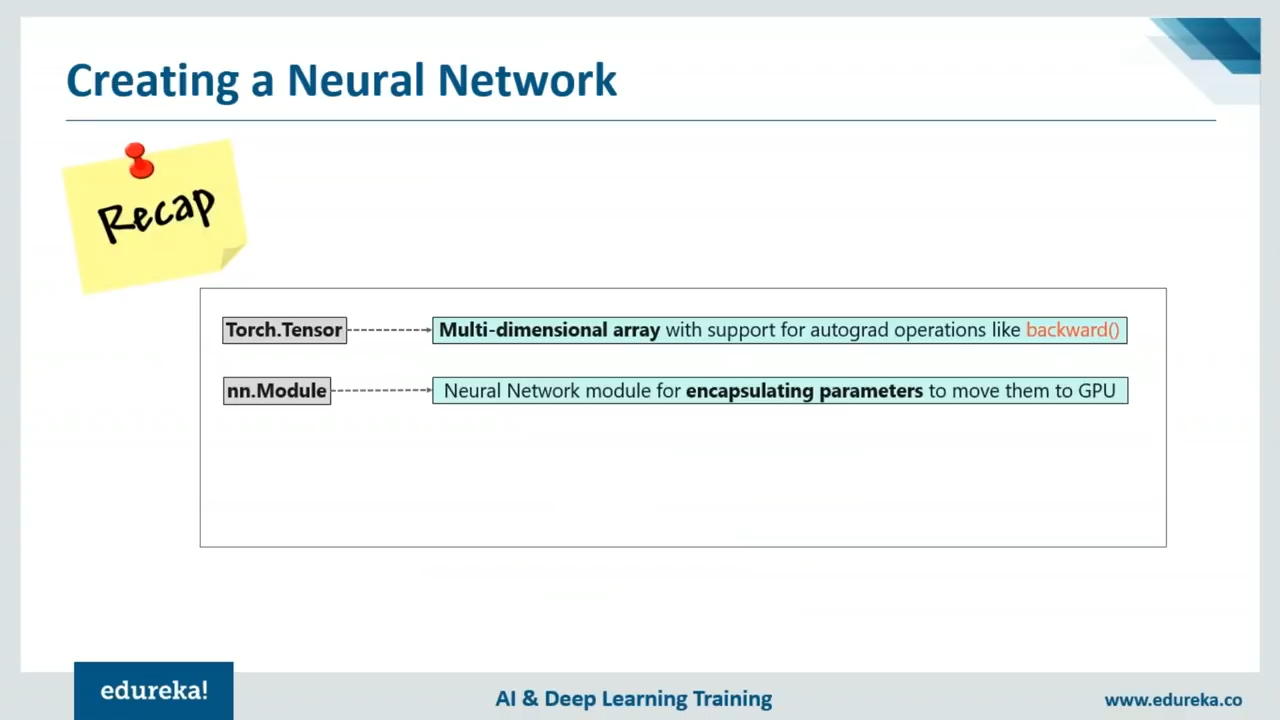 Creating a Neural Network
Recap
Torch.Tensor
Multi-dimensional array with support for autograd operations like backward()
nn.Module
Neural Network module for encapsulating parameters to move them to GPU
edureka!
AI & Deep Learning Training
www.edureka.co